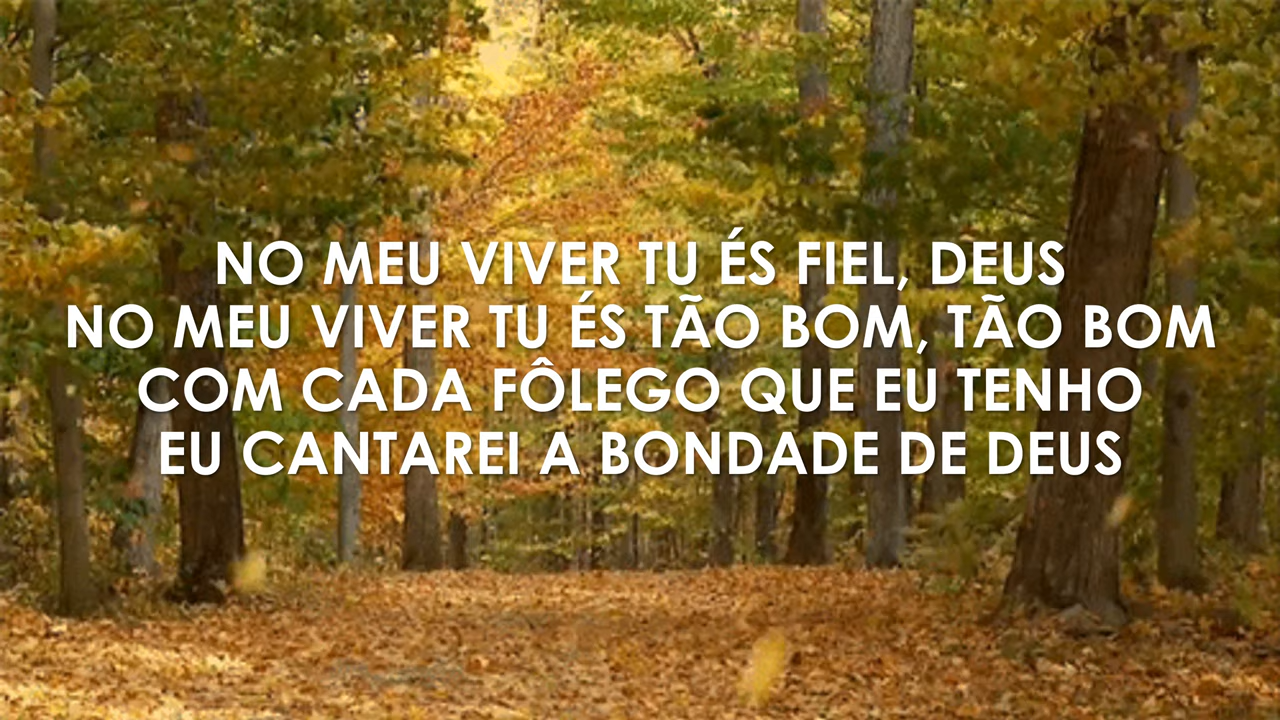 NO MEU VIVER TU ÉS FIEL, DEUS
NO MEU VIVER TU ÉS TÃO BOM, TÃO BOM
COM CADA FÔLEGO QUE EU TENHO
EU CANTAREI A BONDADE DE DEUS